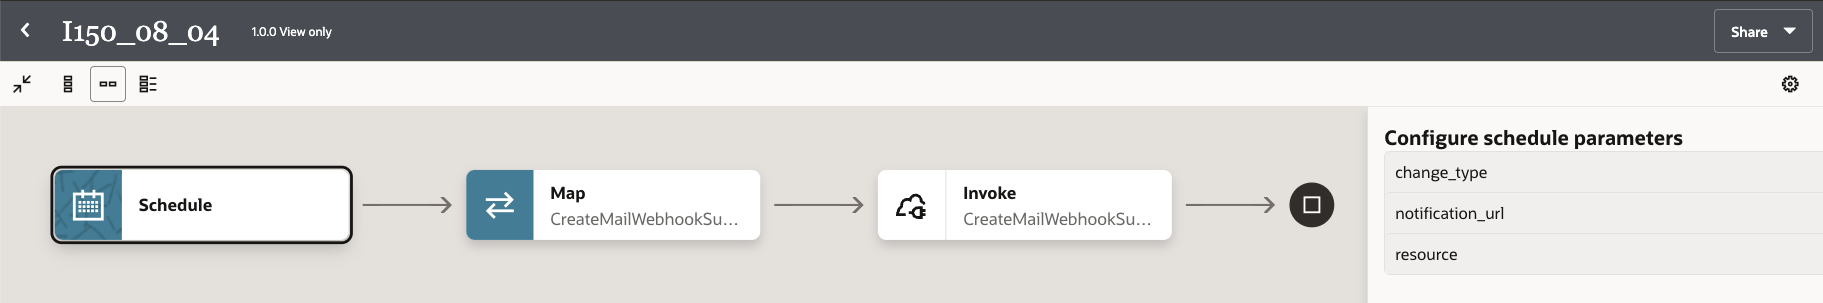 I150_08_04 1.0.0 View only Share
Configure schedule parameters
Schedule
Map
CreateMailWebhookSu...
Invoke
CreateMailWebhookSu...
change_type
notification_url
resource